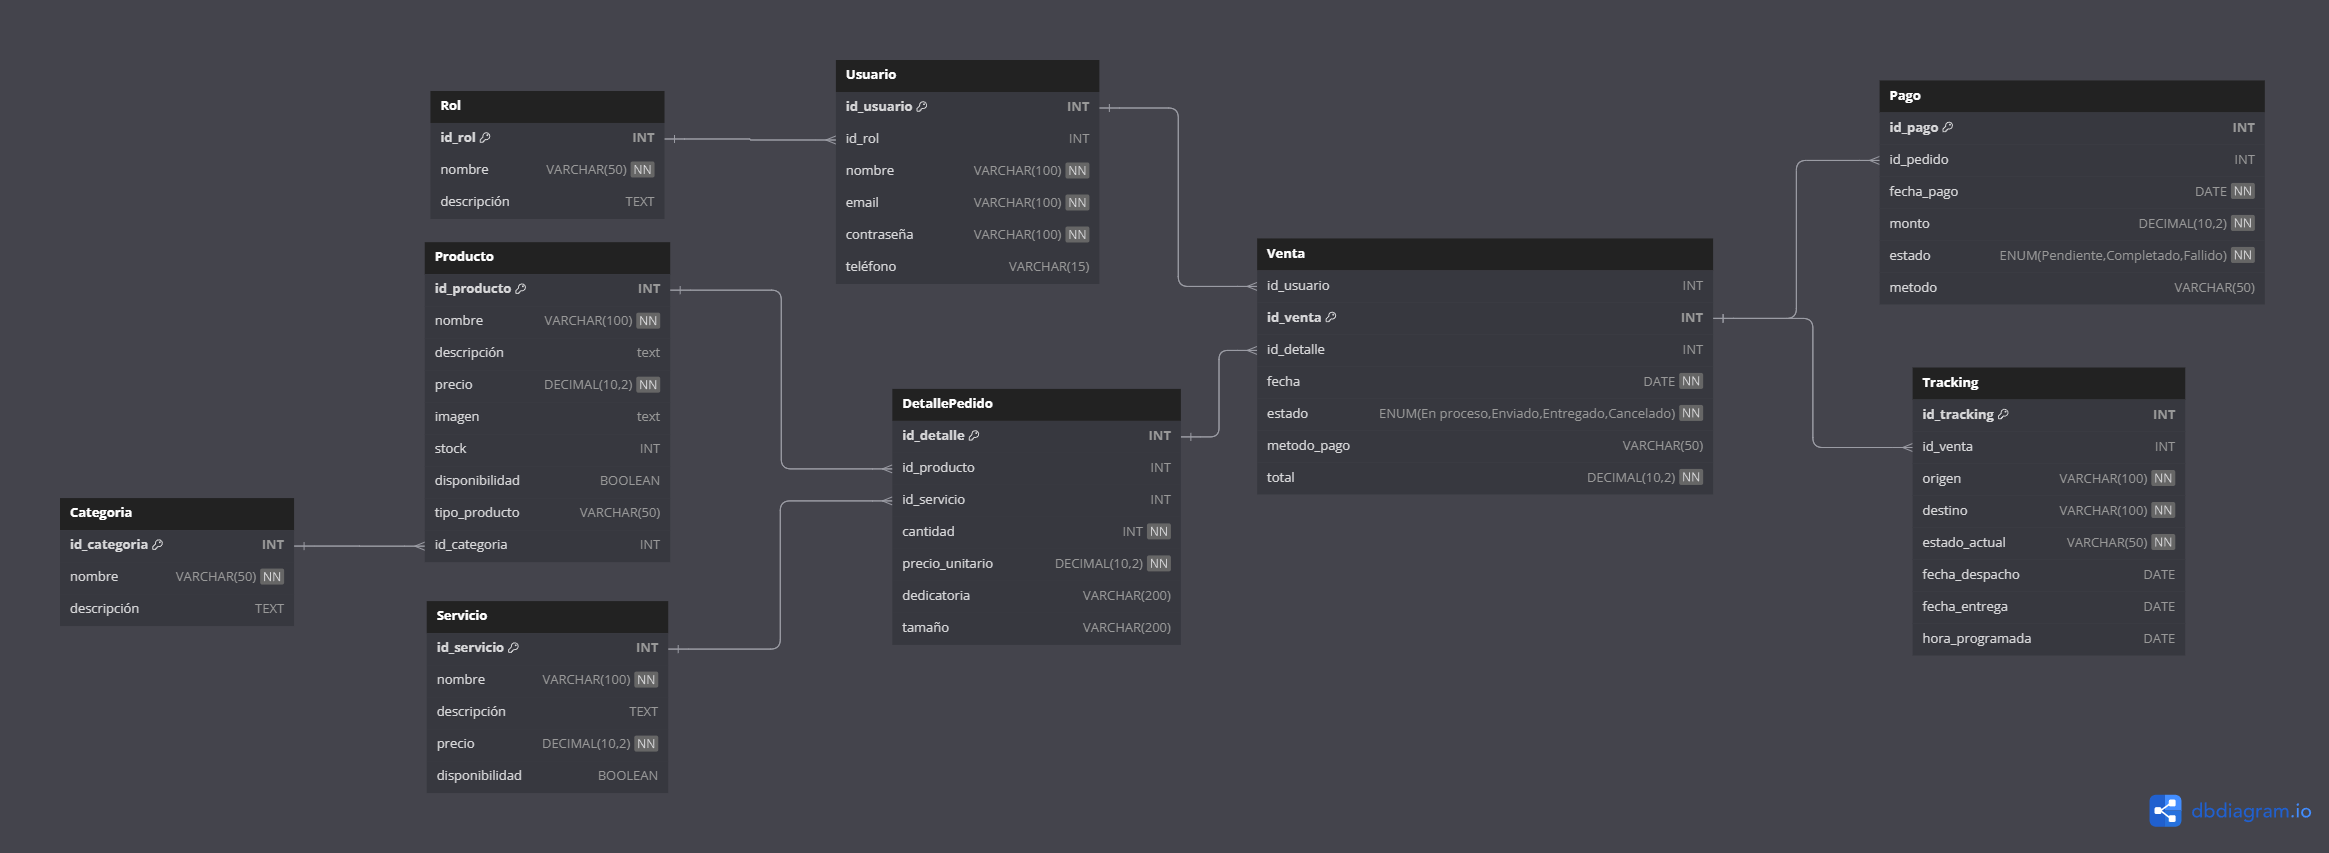 Rol
id_rol INT
nombre VARCHAR(50) NN
descripción TEXT
Usuario
id_usuario INT
id_rol INT
nombre VARCHAR(100) NN
email VARCHAR(100) NN
contraseña VARCHAR(100) NN
teléfono VARCHAR(15)
Producto
id_producto INT
nombre VARCHAR(100) NN
descripción text
precio DECIMAL(10,2) NN
imagen text
stock INT
disponibilidad BOOLEAN
tipo_producto VARCHAR(50)
id_categoria INT
Categoria
id_categoria INT
nombre VARCHAR(50) NN
descripción TEXT
Servicio
id_servicio INT
nombre VARCHAR(100) NN
descripción TEXT
precio DECIMAL(10,2) NN
disponibilidad BOOLEAN
DetallePedido
id_detalle INT
id_producto INT
id_servicio INT
cantidad INT NN
precio_unitario DECIMAL(10,2) NN
dedicatoria VARCHAR(200)
tamaño VARCHAR(200)
Venta
id_usuario INT
id_venta INT
id_detalle INT
fecha DATE NN
estado ENUM(En proceso,Enviado,Entregado,Cancelado) NN
metodo_pago VARCHAR(50)
total DECIMAL(10,2) NN
Pago
id_pago INT
id_pedido INT
fecha_pago DATE NN
monto DECIMAL(10,2) NN
estado ENUM(Pendiente,Completado,Fallido) NN
metodo VARCHAR(50)
Tracking
id_tracking INT
id_venta INT
origen VARCHAR(100) NN
destino VARCHAR(100) NN
estado_actual VARCHAR(50) NN
fecha_despacho DATE
fecha_entrega DATE
hora_programada DATE
dbdiagram.io